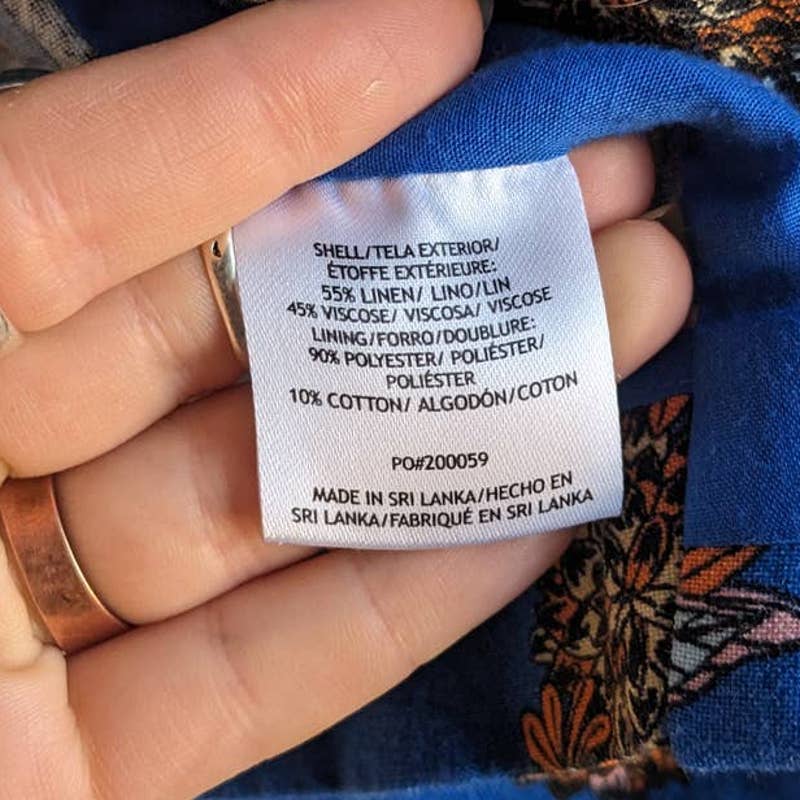 SHELL/TELA EXTERIOR/
ÉTOFFE EXTÉRIEURE:
55% LINEN/ LINO/LIN
45% VISCOSE/ VISCOSA/ VISCOSE
LINING/FORRO/DOUBLURE:
90% POLYESTER/ POLIÉSTER/
POLIÉSTER
10% COTTON/ ALGODÓN/COTON
PO#200059
MADE IN SRI LANKA/HECHO EN
SRI LANKA/FABRIQUÉ EN SRI LANKA